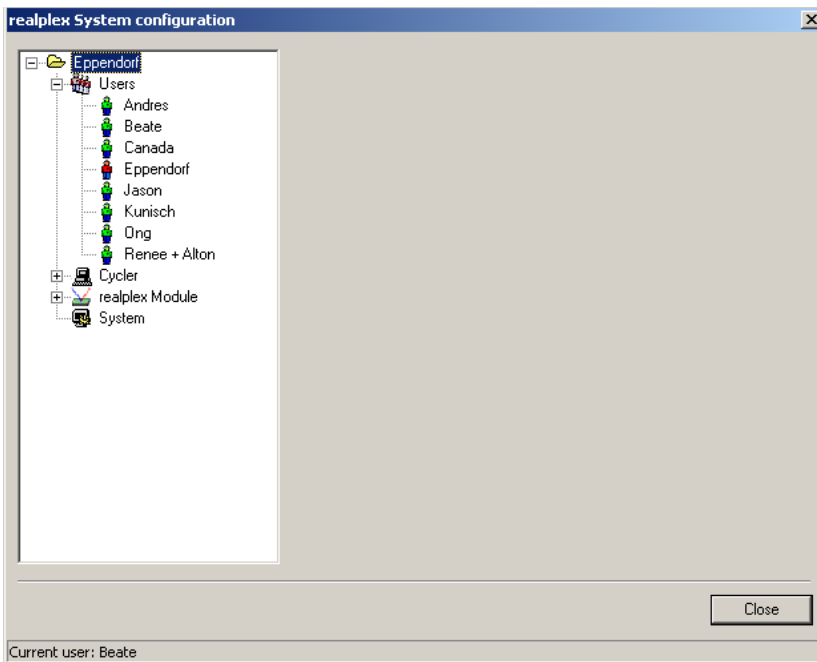 realplex System configuration
Eppendorf
Users
Andres
Beate
Canada
Eppendorf
Jason
Kunisch
Ong
Renee + Alton
Cycler
realplex Module
System
Close
Current user: Beate